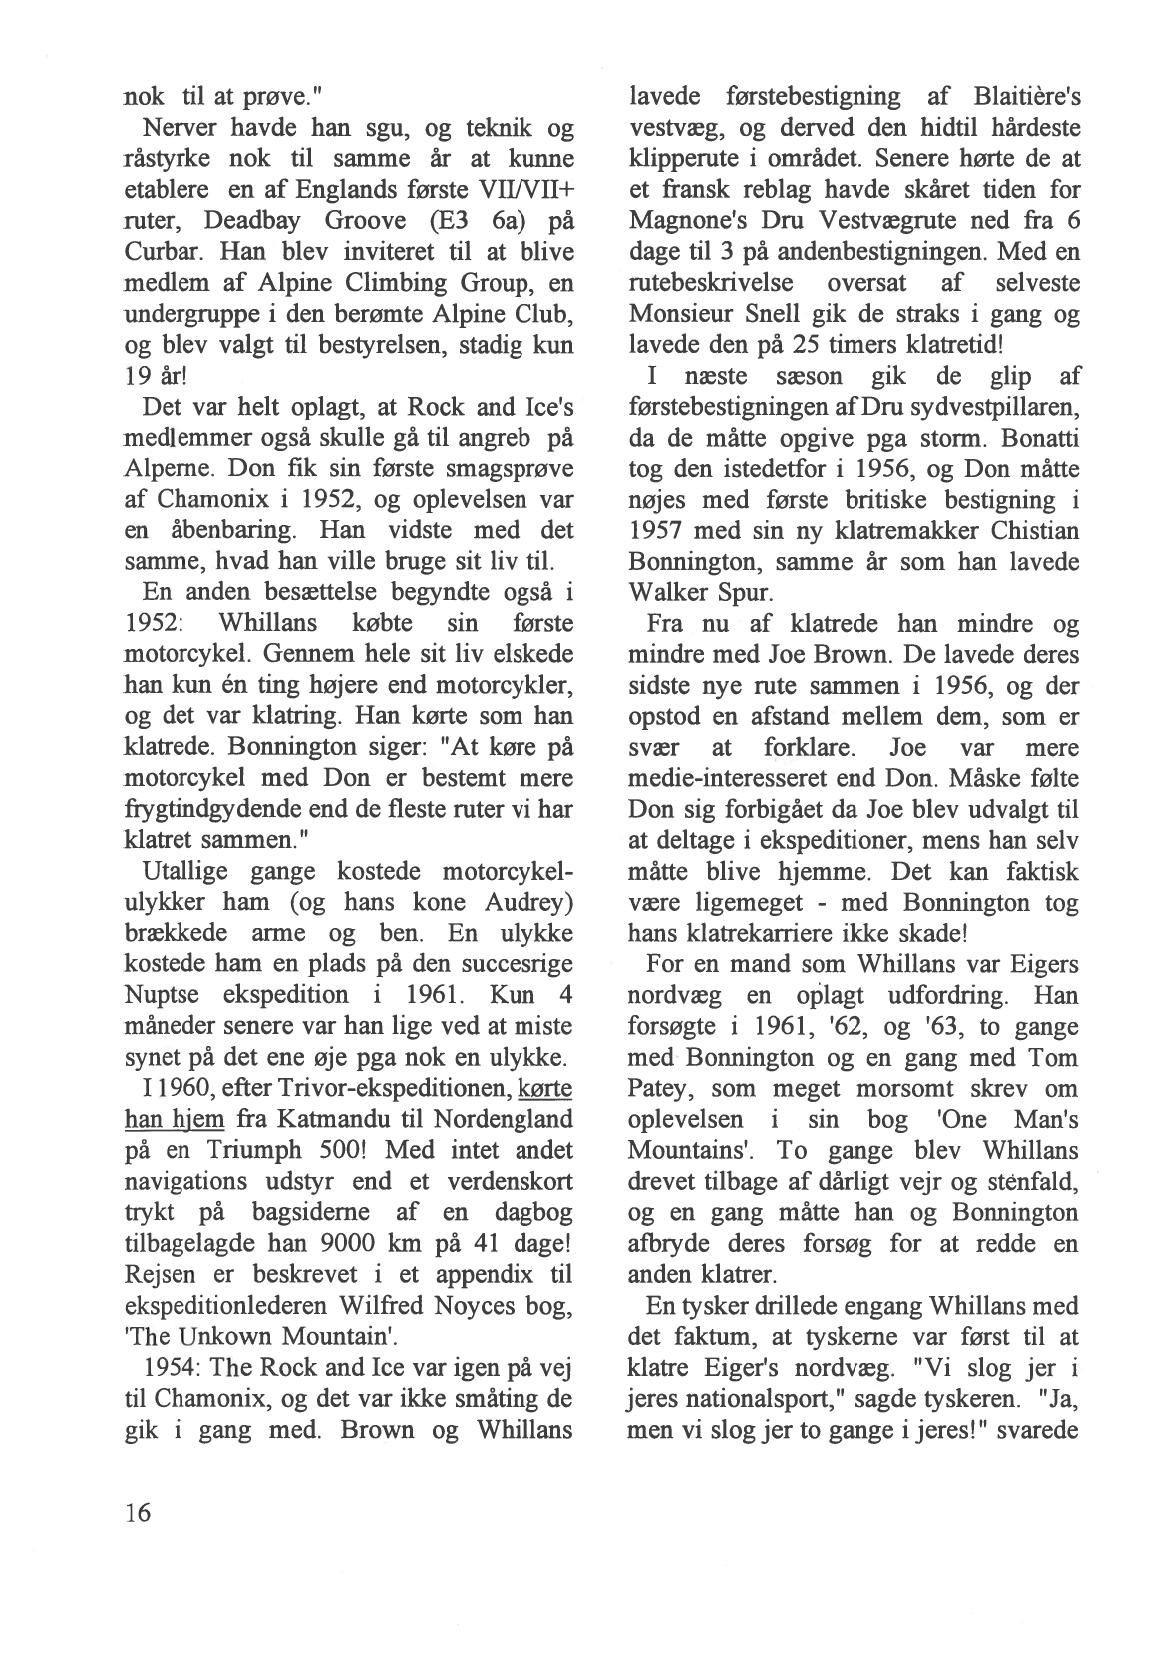 nok til at prøve."
Nerver havde han sgu, og teknik og
råstyrke nok til samme år at kunne
etablere en af Englands første VII/VII+
ruter, Deadbay Groove (E3 6a) på
Curbar. Han blev inviteret til at blive
medlem af Alpine Climbing Group, en
undergruppe i den berømte Alpine Club,
og blev valgt til bestyrelsen, stadig kun
19 år!
Det var helt oplagt, at Rock and Ice's
medlemmer også skulle gå til angreb på
Alperne. Don fik sin første smagsprøve
af Chamonix i 1952, og oplevelsen var
en åbenbaring. Han vidste med det
samme, hvad han ville bruge sit liv til.
En anden besættelse begyndte også i
1952: Whillans købte sin første
motorcykel. Gennem hele sit liv elskede
han kun én ting højere end motorcykler,
og det var klatring. Han kørte som han
klatrede. Bonnington siger: "At køre på
motorcykel med Don er bestemt mere
frygtindgydende end de fleste ruter vi har
klatret sammen."
Utallige gange kostede motorcykel-
ulykker ham (og hans kone Audrey)
brækkede arme og ben. En ulykke
kostede ham en plads på den succesrige
Nuptse ekspedition i 1961. Kun 4
måneder senere var han lige ved at miste
synet på det ene øje pga nok en ulykke.
I 1960, efter Trivor-ekspeditionen, kørte
han hjem fra Katmandu til Nordengland
på en Triumph 500! Med intet andet
navigations udstyr end et verdenskort
trykt på bagsiderne af en dagbog
tilbagelagde han 9000 km på 41 dage!
Rejsen er beskrevet i et appendix til
ekspeditionlederen Wilfred Noyces bog,
'The Unkown Mountain'.
1954: The Rock and Ice var igen på vej
til Chamonix, og det var ikke småting de
gik i gang med. Brown og Whillans
lavede førstebestigning af Blaitière's
vestvæg, og derved den hidtil hårdeste
klipperute i området. Senere hørte de at
et fransk reblag havde skåret tiden for
Magnone's Dru Vestvægrute ned fra 6
dage til 3 på andenbestigningen. Med en
rutebeskrivelse oversat af selveste
Monsieur Snell gik de straks i gang og
lavede den på 25 timers klatretid!
I næste sæson gik de glip af
førstebestigningen af Dru sydvestpillaren,
da de måtte opgive pga storm. Bonatti
tog den istedetfor i 1956, og Don måtte
nøjes med første britiske bestigning i
1957 med sin ny klatremakker Chistian
Bonnington, samme år som han lavede
Walker Spur.
Fra nu af klatrede han mindre og
mindre med Joe Brown. De lavede deres
sidste nye rute sammen i 1956, og der
opstod en afstand mellem dem, som er
svær at forklare. Joe var mere
medie-interesseret end Don. Måske følte
Don sig forbigået da Joe blev udvalgt til
at deltage i ekspeditioner, mens han selv
måtte blive hjemme. Det kan faktisk
være ligemeget - med Bonnington tog
hans klatrekarriere ikke skade!
For en mand som Whillans var Eigers
nordvæg en oplagt udfordring. Han
forsøgte i 1961, '62, og '63, to gange
med Bonnington og en gang med Tom
Patey, som meget morsomt skrev om
oplevelsen i sin bog 'One Man's
Mountains'. To gange blev Whillans
drevet tilbage af dårligt vejr og stenfald,
og en gang måtte han og Bonnington
afbryde deres forsøg for at redde en
anden klatrer.
En tysker drillede engang Whillans med
det faktum, at tyskerne var først til at
klatre Eiger's nordvæg. "Vi slog jer i
jeres nationalsport," sagde tyskeren. "Ja,
men vi slog jer to gange i jeres!" svarede
16